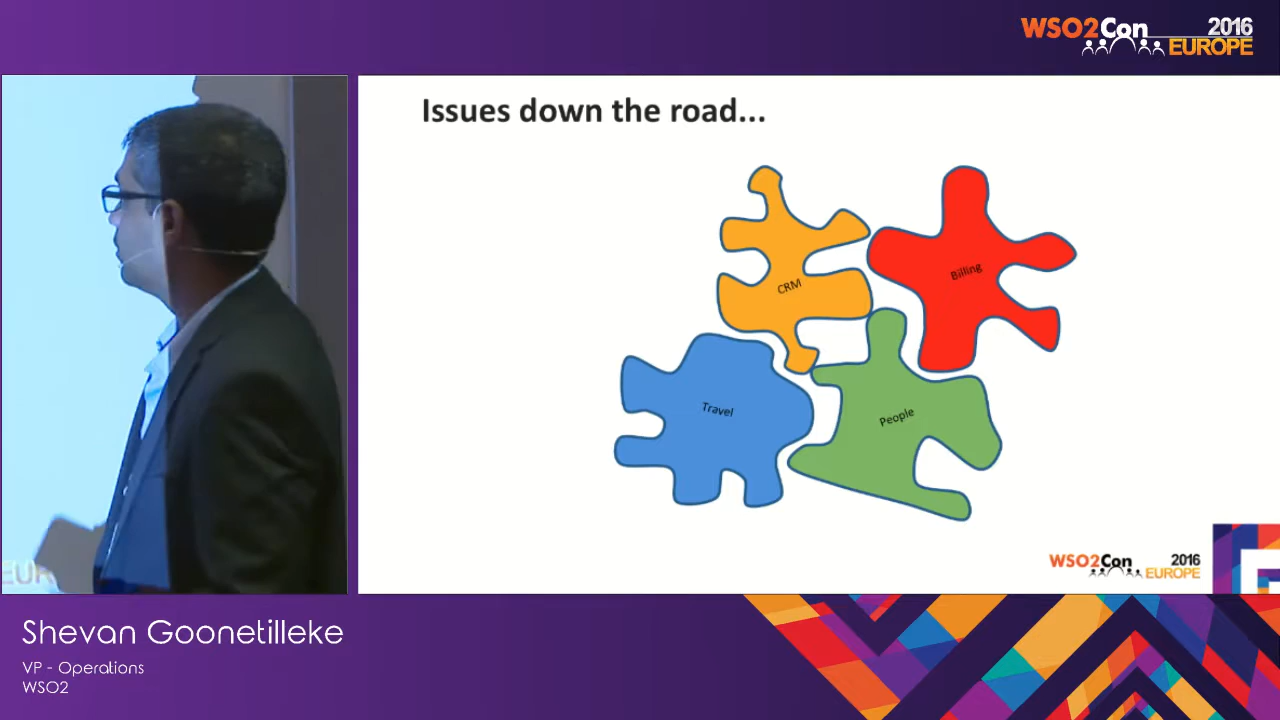 WSO2Con 2016
EUROPE
Issues down the road...
CRM
Billing
Travel
People
WSO2Con 2016
EUROPE
EUR
Shevan Goonetilleke
VP - Operations
WSO2